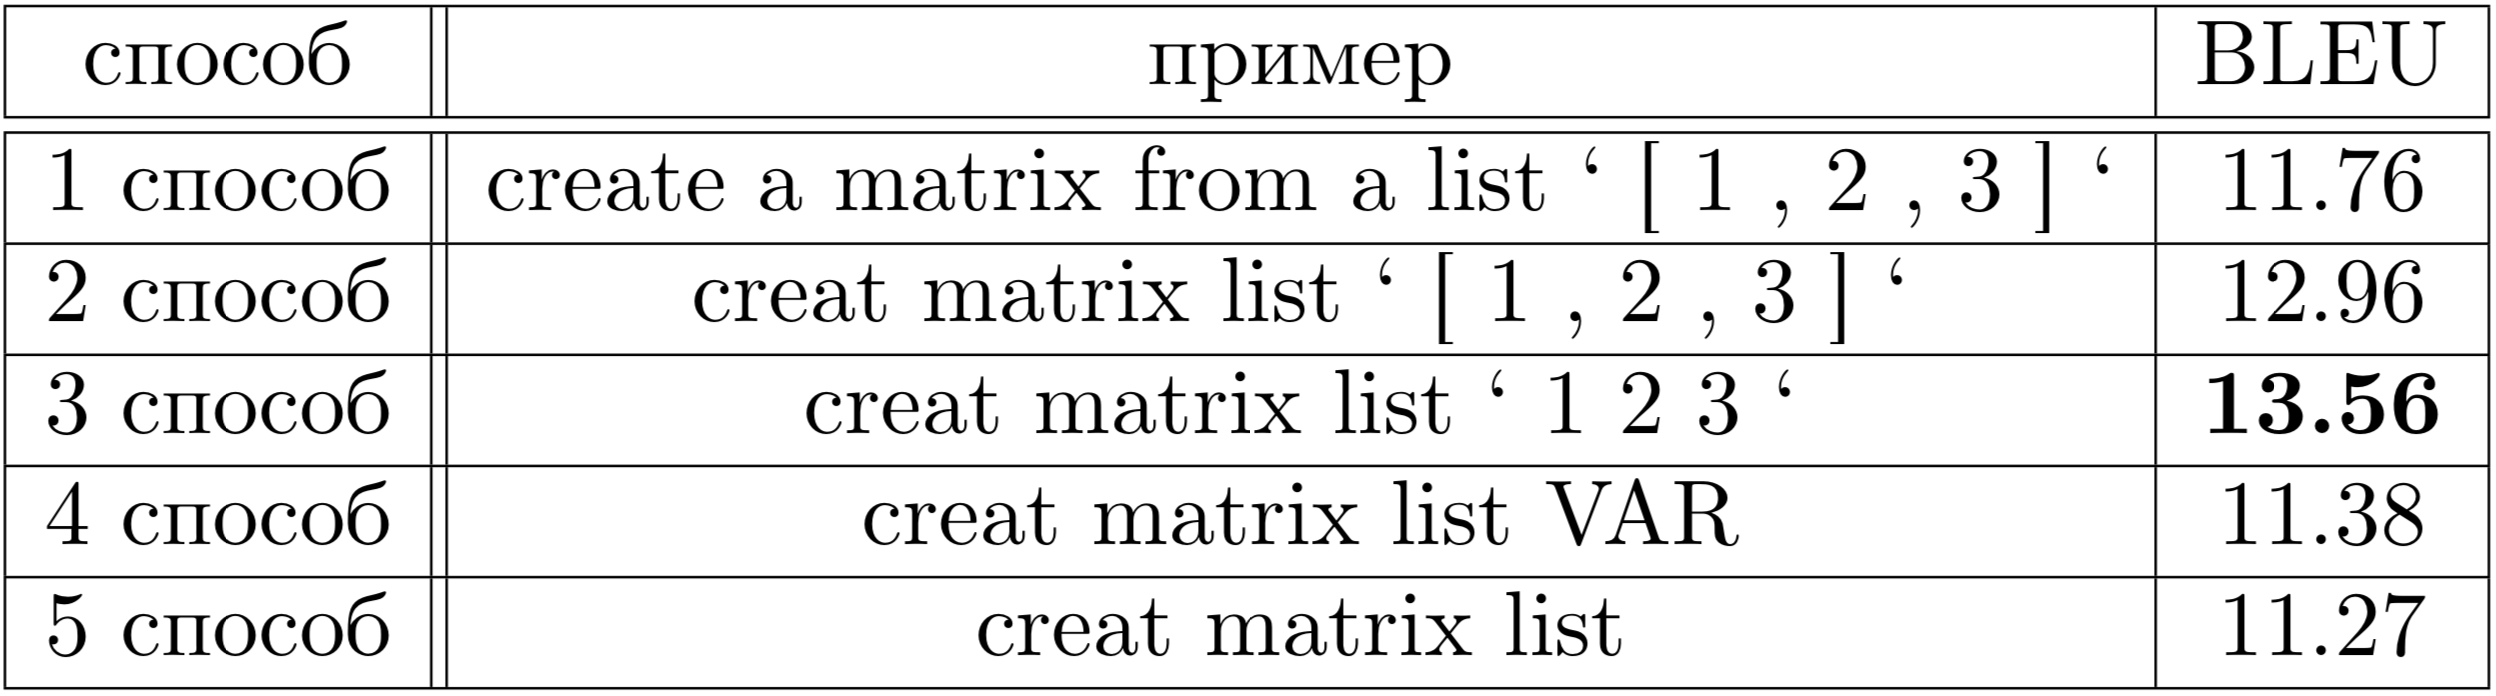 способ пример BLEU
1 способ create a matrix from a list ‘ [ 1 , 2 , 3 ] ‘ 11.76
2 способ creat matrix list ‘ [ 1 , 2 , 3 ] ‘ 12.96
3 способ creat matrix list ‘ 1 2 3 ‘ 13.56
4 способ creat matrix list VAR 11.38
5 способ creat matrix list 11.27